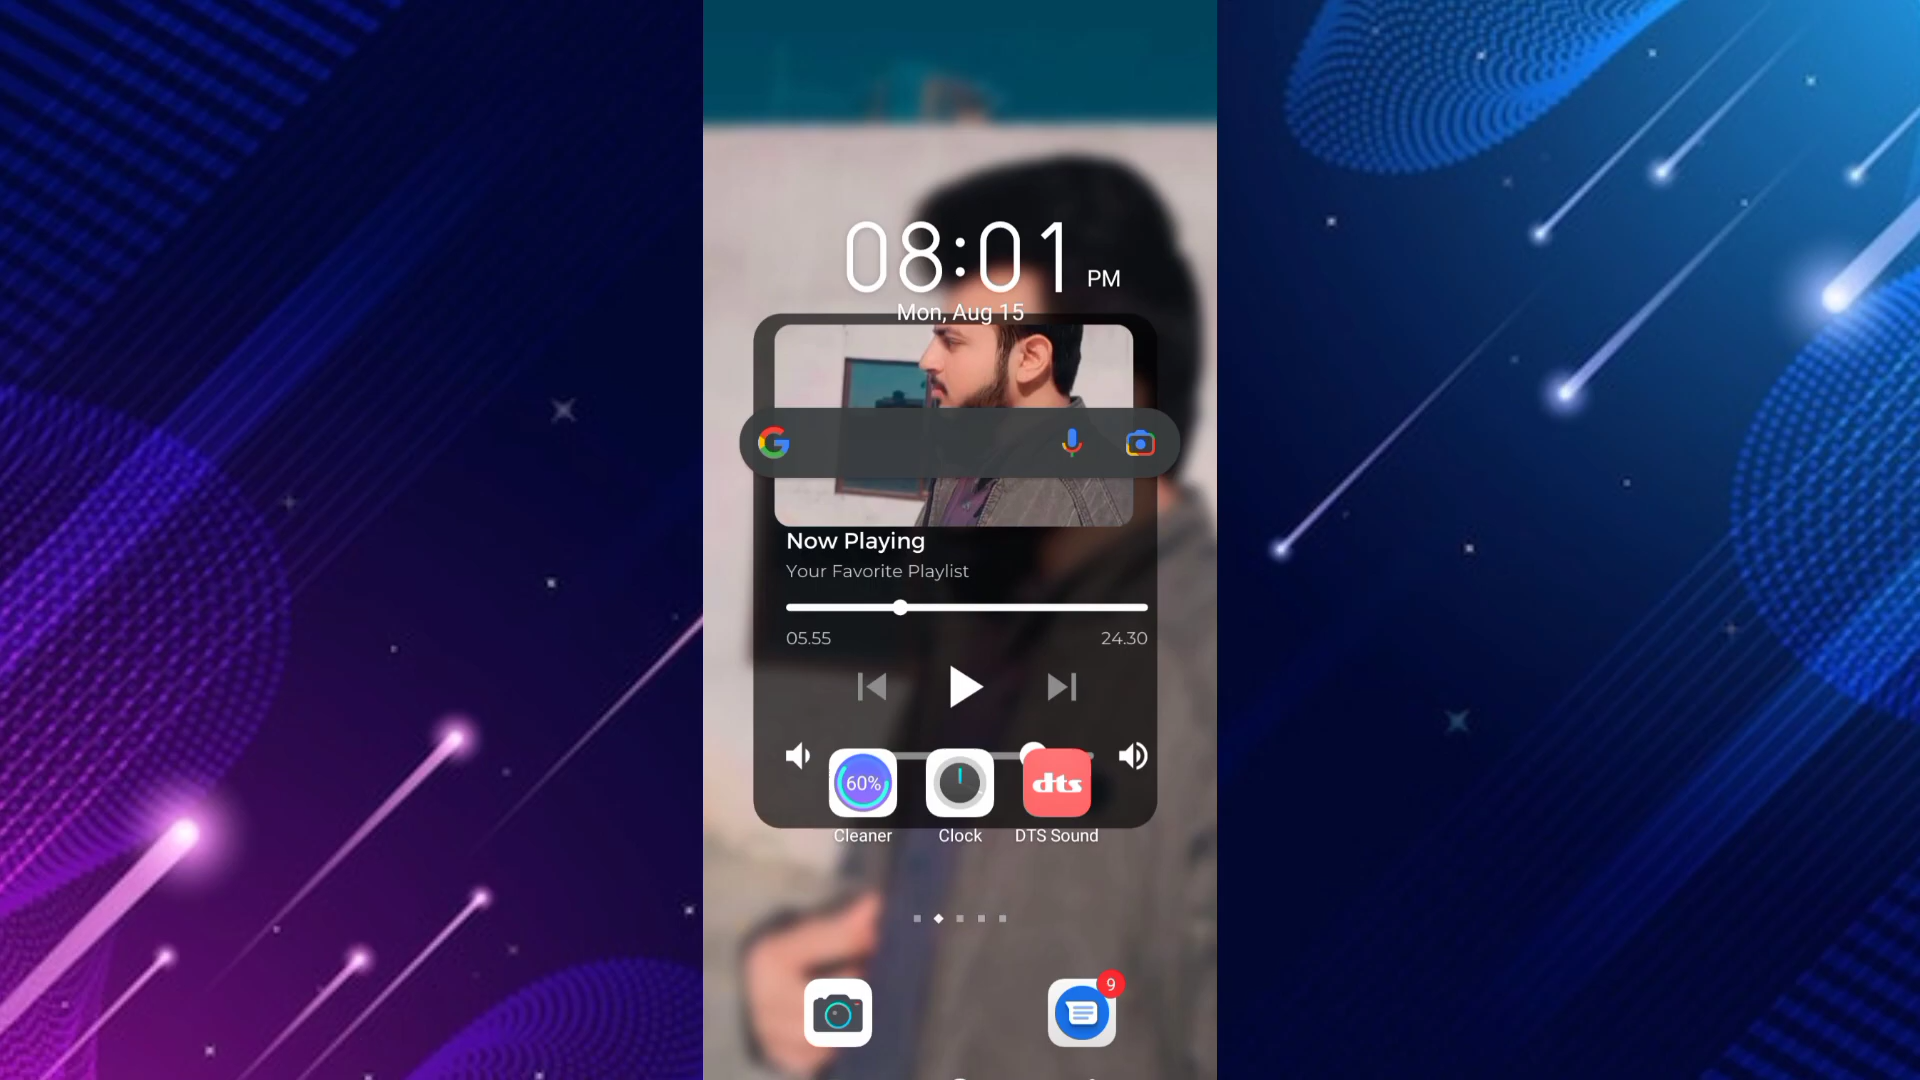 08:01 PM
Mon, Aug 15
Now Playing
Your Favorite Playlist
05.55 24.30
60% dts
Cleaner Clock DTS Sound
9